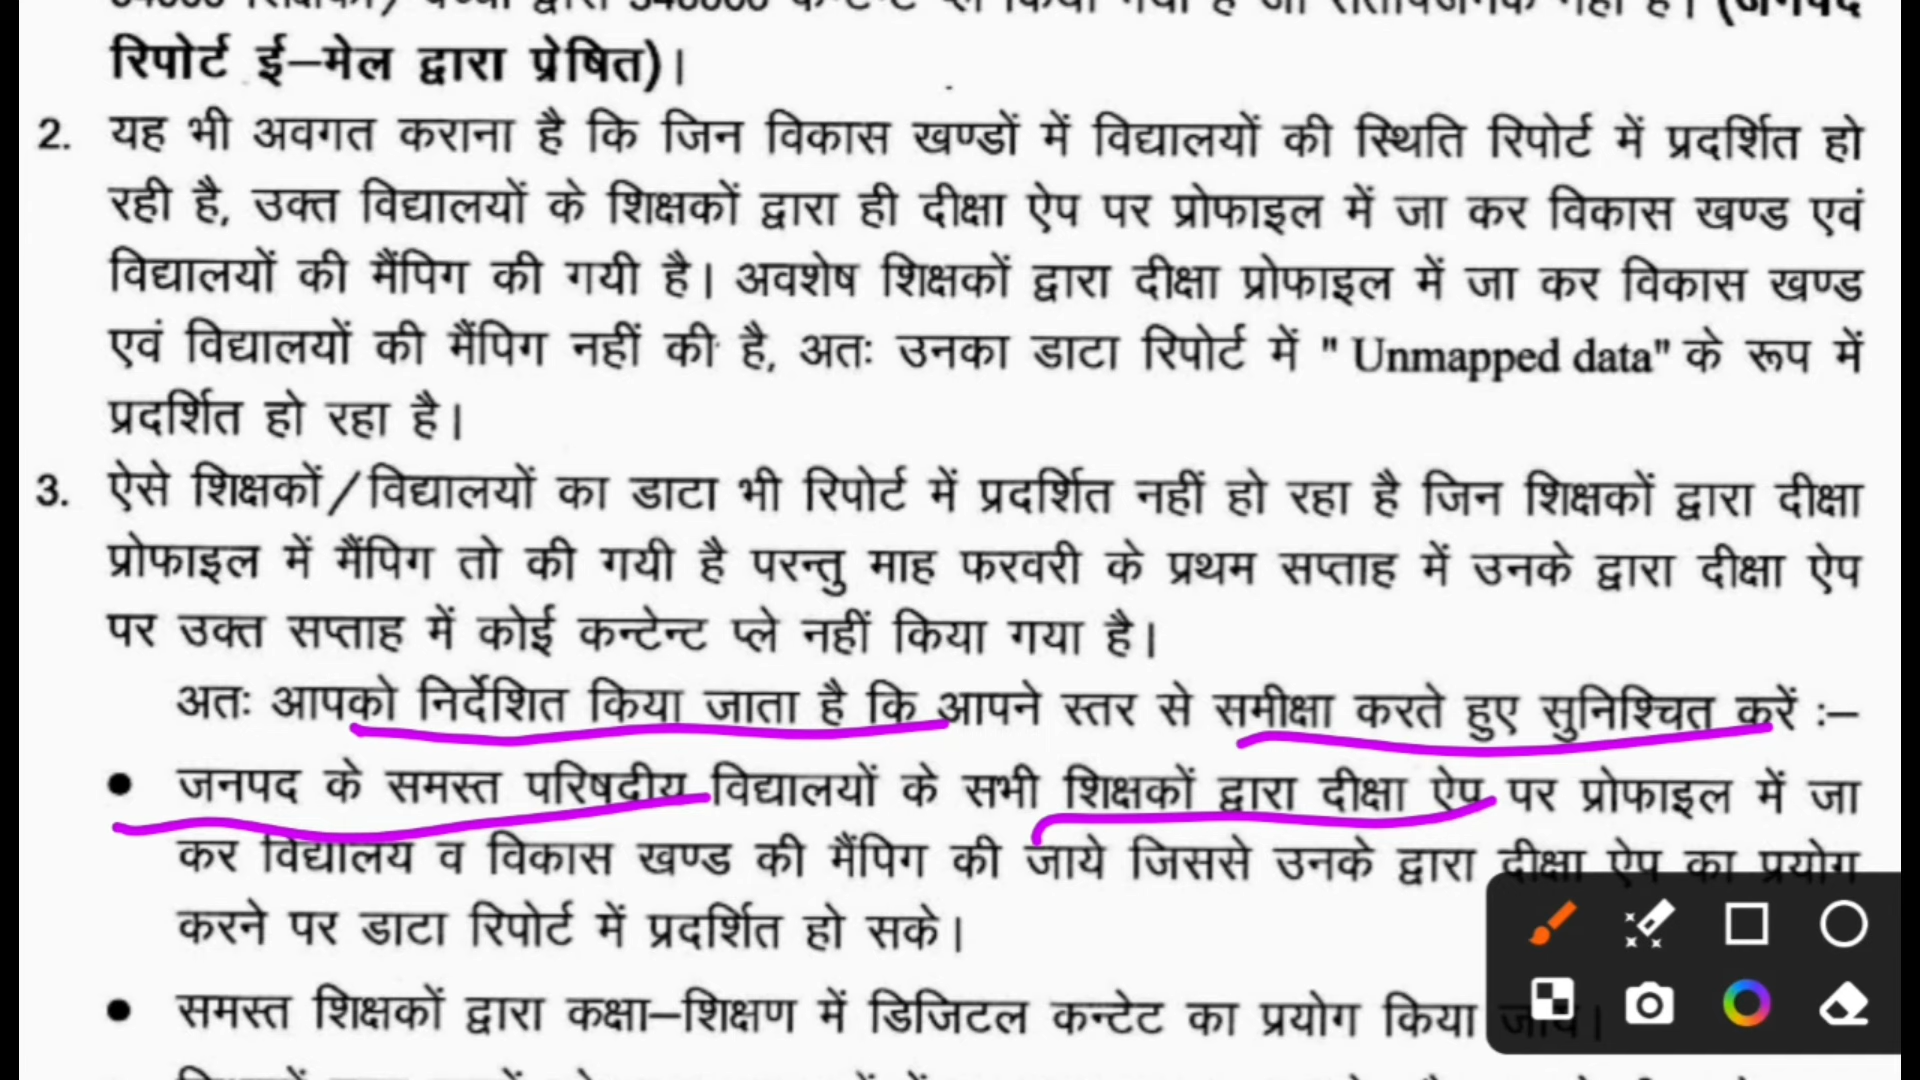 रिपोर्ट ई–मेल द्वारा प्रेषित)।
2. यह भी अवगत कराना है कि जिन विकास खण्डों में विद्यालयों की स्थिति रिपोर्ट में प्रदर्शित हो
रही है, उक्त विद्यालयों के शिक्षकों द्वारा ही दीक्षा ऐप पर प्रोफाइल में जा कर विकास खण्ड एवं
विद्यालयों की मैंपिग की गयी है। अवशेष शिक्षकों द्वारा दीक्षा प्रोफाइल में जा कर विकास खण्ड
एवं विद्यालयों की मैंपिग नहीं की है, अतः उनका डाटा रिपोर्ट में " Unmapped data" के रूप में
प्रदर्शित हो रहा है।
3. ऐसे शिक्षकों/विद्यालयों का डाटा भी रिपोर्ट में प्रदर्शित नहीं हो रहा है जिन शिक्षकों द्वारा दीक्षा
प्रोफाइल में मैंपिग तो की गयी है परन्तु माह फरवरी के प्रथम सप्ताह में उनके द्वारा दीक्षा ऐप
पर उक्त सप्ताह में कोई कन्टेन्ट प्ले नहीं किया गया है।
अतः आपको निर्देशित किया जाता है कि आपने स्तर से समीक्षा करते हुए सुनिश्चित करें :–
• जनपद के समस्त परिषदीय विद्यालयों के सभी शिक्षकों द्वारा दीक्षा ऐप पर प्रोफाइल में जा
कर विद्यालय व विकास खण्ड की मैंपिग की जाये जिससे उनके द्वारा दीक्षा ऐप का प्रयोग
करने पर डाटा रिपोर्ट में प्रदर्शित हो सके।
• समस्त शिक्षकों द्वारा कक्षा–शिक्षण में डिजिटल कन्टेट का प्रयोग किया जाये।